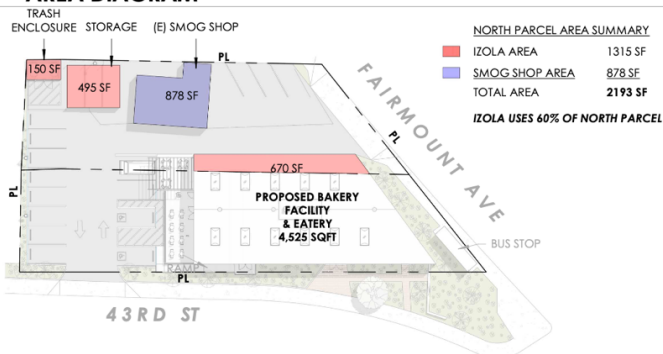 AREA DIAGRAM
TRASH
ENCLOSURE
STORAGE
(E) SMOG SHOP
150 SF
495 SF
878 SF
PL
PL
PL
PL
670 SF
PROPOSED BAKERY
FACILITY
& EATERY
4,525 SQFT
RAMP
FAIRMOUNT AVE
BUS STOP
43RD ST
NORTH PARCEL AREA SUMMARY
IZOLA AREA 1315 SF
SMOG SHOP AREA 878 SF
TOTAL AREA 2193 SF
IZOLA USES 60% OF NORTH PARCEL